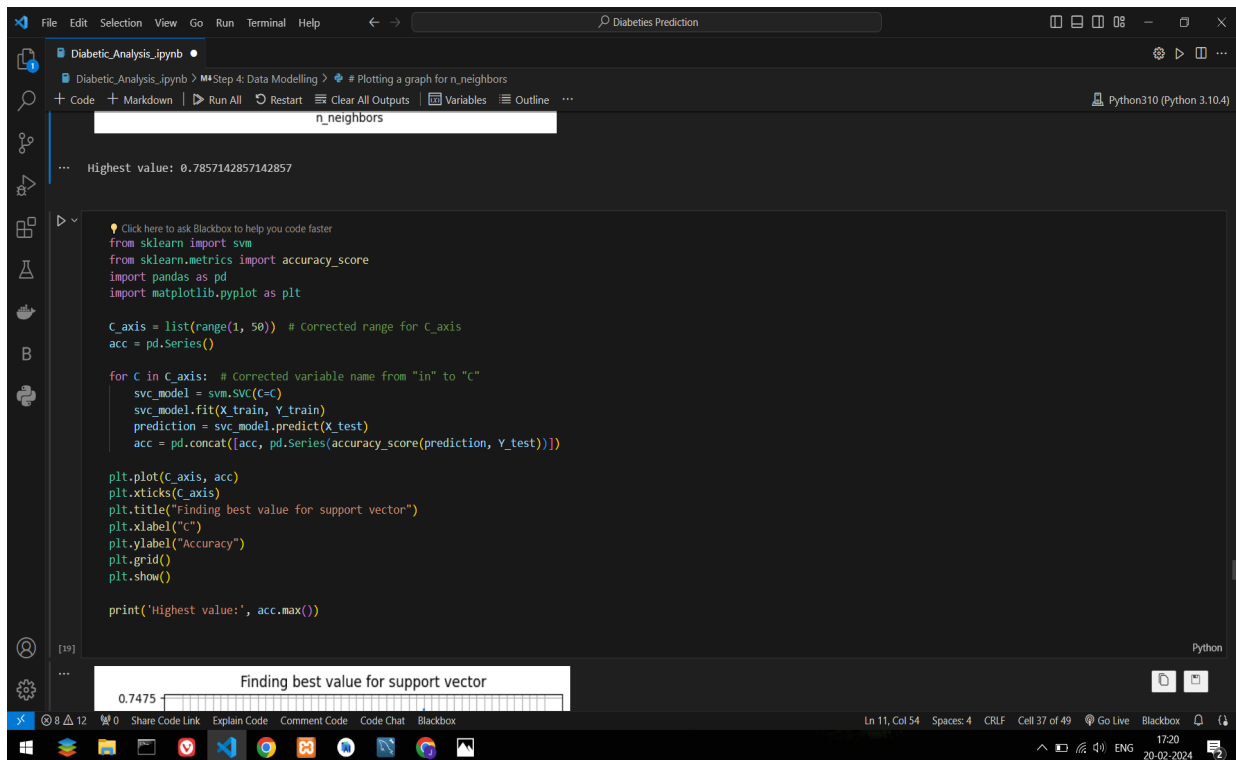 File Edit Selection View Go Run Terminal Help
Diabeties Prediction
Diabetic_Analysis_.ipynb
Diabetic_Analysis_.ipynb > M↓Step 4: Data Modelling > # Plotting a graph for n_neighbors
+ Code + Markdown | Run All Restart Clear All Outputs | Variables Outline ...
Python310 (Python 3.10.4)
n_neighbors
... Highest value: 0.7857142857142857
Click here to ask Blackbox to help you code faster
from sklearn import svm
from sklearn.metrics import accuracy_score
import pandas as pd
import matplotlib.pyplot as plt
C_axis = list(range(1, 50))  # Corrected range for C_axis
acc = pd.Series()
for C in C_axis:  # Corrected variable name from "in" to "C"
    svc_model = svm.SVC(C=C)
    svc_model.fit(X_train, Y_train)
    prediction = svc_model.predict(X_test)
    acc = pd.concat([acc, pd.Series(accuracy_score(prediction, Y_test))])
plt.plot(C_axis, acc)
plt.xticks(C_axis)
plt.title("Finding best value for support vector")
plt.xlabel("C")
plt.ylabel("Accuracy")
plt.grid()
plt.show()
print('Highest value:', acc.max())
[19]
Python
...
Finding best value for support vector
0.7475
8 12 0 Share Code Link Explain Code Comment Code Code Chat Blackbox
Ln 11, Col 54 Spaces: 4 CRLF Cell 37 of 49 Go Live Blackbox
ENG
17:20
20-02-2024
2